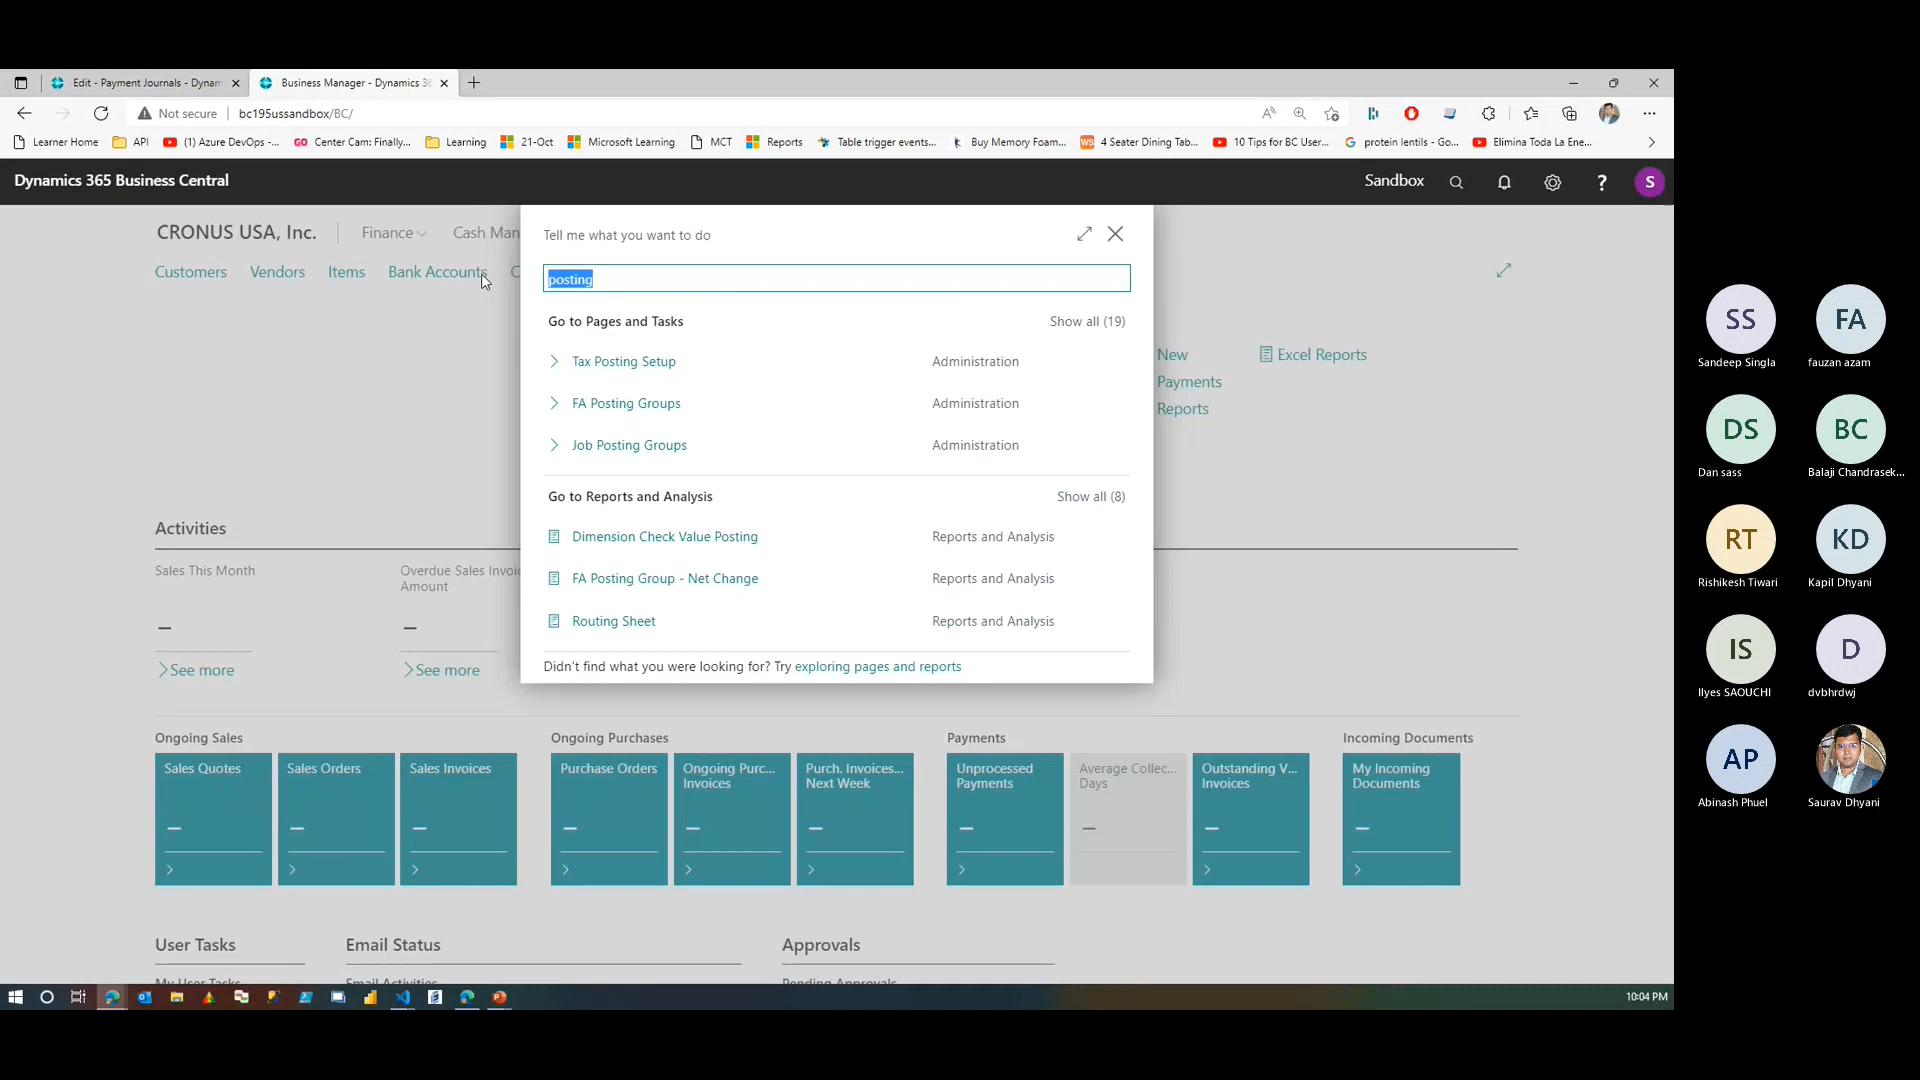 Edit - Payment Journals - Dynam
Business Manager - Dynamics 36
Not secure
bc195ussandbox/BC/
Learner Home
API
(1) Azure DevOps -...
GO Center Cam: Finally...
Learning
21-Oct
Microsoft Learning
MCT
Reports
Table trigger events...
Buy Memory Foam...
WS 4 Seater Dining Tab...
10 Tips for BC User...
protein lentils - Go...
Elimina Toda La Ene...
Dynamics 365 Business Central
Sandbox
?
S
CRONUS USA, Inc.
Finance
Cash Man
Customers
Vendors
Items
Bank Accounts
C
Tell me what you want to do
posting
Go to Pages and Tasks
Show all (19)
Tax Posting Setup
Administration
FA Posting Groups
Administration
Job Posting Groups
Administration
Go to Reports and Analysis
Show all (8)
Dimension Check Value Posting
Reports and Analysis
FA Posting Group - Net Change
Reports and Analysis
Routing Sheet
Reports and Analysis
Didn't find what you were looking for? Try exploring pages and reports
New
Payments
Reports
Excel Reports
Activities
Sales This Month
Overdue Sales Invoic
Amount
See more
See more
Ongoing Sales
Ongoing Purchases
Payments
Incoming Documents
Sales Quotes
Sales Orders
Sales Invoices
Purchase Orders
Ongoing Purc...
Invoices
Purch. Invoices...
Next Week
Unprocessed
Payments
Average Collec...
Days
Outstanding V...
Invoices
My Incoming
Documents
User Tasks
Email Status
Approvals
My User Tasks
Email Activities
Pending Approvals
10:04 PM
SS
Sandeep Singla
FA
fauzan azam
DS
Dan sass
BC
Balaji Chandrasek...
RT
Rishikesh Tiwari
KD
Kapil Dhyani
IS
Ilyes SAOUCHI
D
dvbhrdwj
AP
Abinash Phuel
Saurav Dhyani